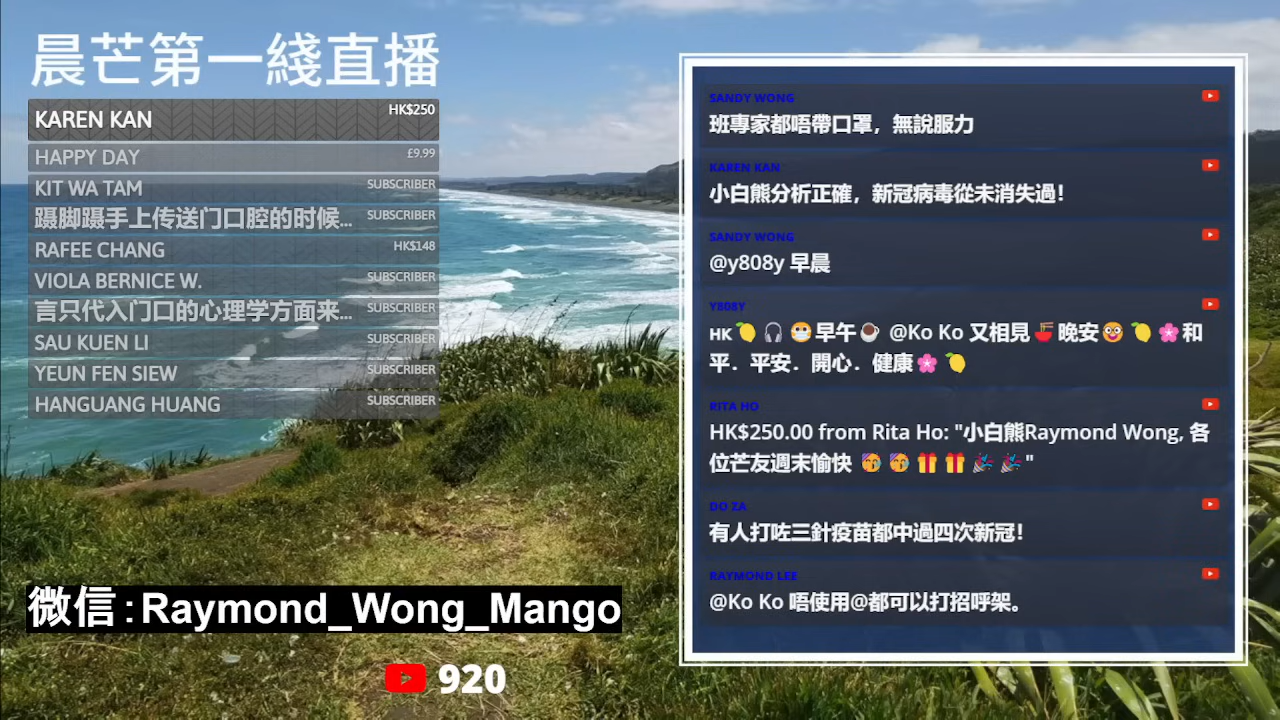 晨芒第一綫直播
KAREN KAN HK$250
HAPPY DAY £9.99
KIT WA TAM SUBSCRIBER
蹑脚蹑手上传送门口腔的时候... SUBSCRIBER
RAFEE CHANG HK$148
VIOLA BERNICE W. SUBSCRIBER
言只代入门口的心理学方面来... SUBSCRIBER
SAU KUEN LI SUBSCRIBER
YEUN FEN SIEW SUBSCRIBER
HANGUANG HUANG SUBSCRIBER
微信:Raymond_Wong_Mango
920
SANDY WONG
班專家都唔帶口罩，無說服力
KAREN KAN
小白熊分析正確，新冠病毒從未消失過！
SANDY WONG
@y808y 早晨
Y808Y
HK🍋🎧😷早午☕ @Ko Ko 又相見🍜晚安🤡🍋🌸和
平．平安．開心．健康🌸🍋
RITA HO
HK$250.00 from Rita Ho: "小白熊Raymond Wong, 各
位芒友週末愉快 🥳🥳🎁🎁🎉🎉"
DO ZA
有人打咗三針疫苗都中過四次新冠！
RAYMOND LEE
@Ko Ko 唔使用@都可以打招呼架。